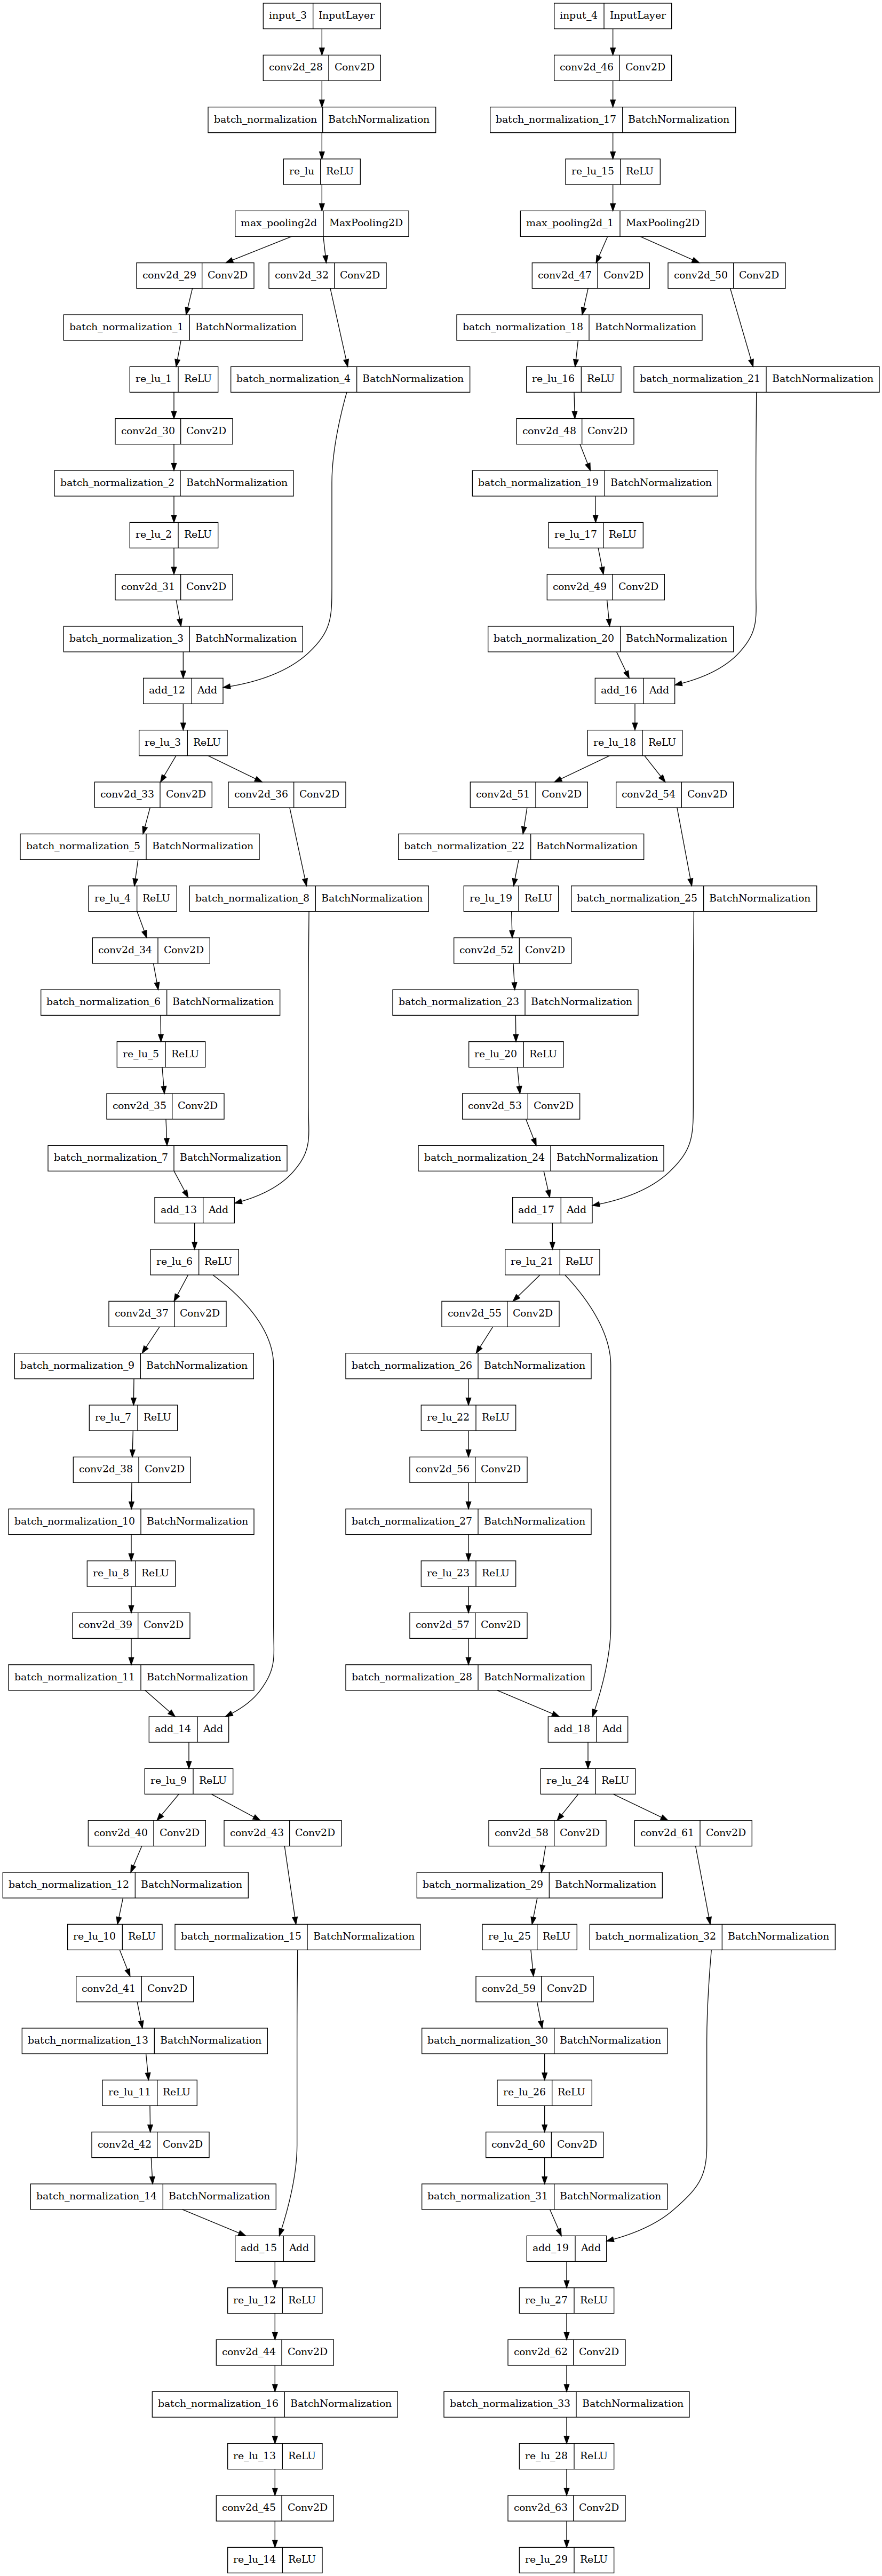 input_3 InputLayer input_4 InputLayer
conv2d_28 Conv2D conv2d_46 Conv2D
batch_normalization BatchNormalization batch_normalization_17 BatchNormalization
re_lu ReLU re_lu_15 ReLU
max_pooling2d MaxPooling2D max_pooling2d_1 MaxPooling2D
conv2d_29 Conv2D conv2d_32 Conv2D conv2d_47 Conv2D conv2d_50 Conv2D
batch_normalization_1 BatchNormalization batch_normalization_18 BatchNormalization
re_lu_1 ReLU batch_normalization_4 BatchNormalization re_lu_16 ReLU batch_normalization_21 BatchNormalization
conv2d_30 Conv2D conv2d_48 Conv2D
batch_normalization_2 BatchNormalization batch_normalization_19 BatchNormalization
re_lu_2 ReLU re_lu_17 ReLU
conv2d_31 Conv2D conv2d_49 Conv2D
batch_normalization_3 BatchNormalization batch_normalization_20 BatchNormalization
add_12 Add add_16 Add
re_lu_3 ReLU re_lu_18 ReLU
conv2d_33 Conv2D conv2d_36 Conv2D conv2d_51 Conv2D conv2d_54 Conv2D
batch_normalization_5 BatchNormalization batch_normalization_22 BatchNormalization
re_lu_4 ReLU batch_normalization_8 BatchNormalization re_lu_19 ReLU batch_normalization_25 BatchNormalization
conv2d_34 Conv2D conv2d_52 Conv2D
batch_normalization_6 BatchNormalization batch_normalization_23 BatchNormalization
re_lu_5 ReLU re_lu_20 ReLU
conv2d_35 Conv2D conv2d_53 Conv2D
batch_normalization_7 BatchNormalization batch_normalization_24 BatchNormalization
add_13 Add add_17 Add
re_lu_6 ReLU re_lu_21 ReLU
conv2d_37 Conv2D conv2d_55 Conv2D
batch_normalization_9 BatchNormalization batch_normalization_26 BatchNormalization
re_lu_7 ReLU re_lu_22 ReLU
conv2d_38 Conv2D conv2d_56 Conv2D
batch_normalization_10 BatchNormalization batch_normalization_27 BatchNormalization
re_lu_8 ReLU re_lu_23 ReLU
conv2d_39 Conv2D conv2d_57 Conv2D
batch_normalization_11 BatchNormalization batch_normalization_28 BatchNormalization
add_14 Add add_18 Add
re_lu_9 ReLU re_lu_24 ReLU
conv2d_40 Conv2D conv2d_43 Conv2D conv2d_58 Conv2D conv2d_61 Conv2D
batch_normalization_12 BatchNormalization batch_normalization_29 BatchNormalization
re_lu_10 ReLU batch_normalization_15 BatchNormalization re_lu_25 ReLU batch_normalization_32 BatchNormalization
conv2d_41 Conv2D conv2d_59 Conv2D
batch_normalization_13 BatchNormalization batch_normalization_30 BatchNormalization
re_lu_11 ReLU re_lu_26 ReLU
conv2d_42 Conv2D conv2d_60 Conv2D
batch_normalization_14 BatchNormalization batch_normalization_31 BatchNormalization
add_15 Add add_19 Add
re_lu_12 ReLU re_lu_27 ReLU
conv2d_44 Conv2D conv2d_62 Conv2D
batch_normalization_16 BatchNormalization batch_normalization_33 BatchNormalization
re_lu_13 ReLU re_lu_28 ReLU
conv2d_45 Conv2D conv2d_63 Conv2D
re_lu_14 ReLU re_lu_29 ReLU